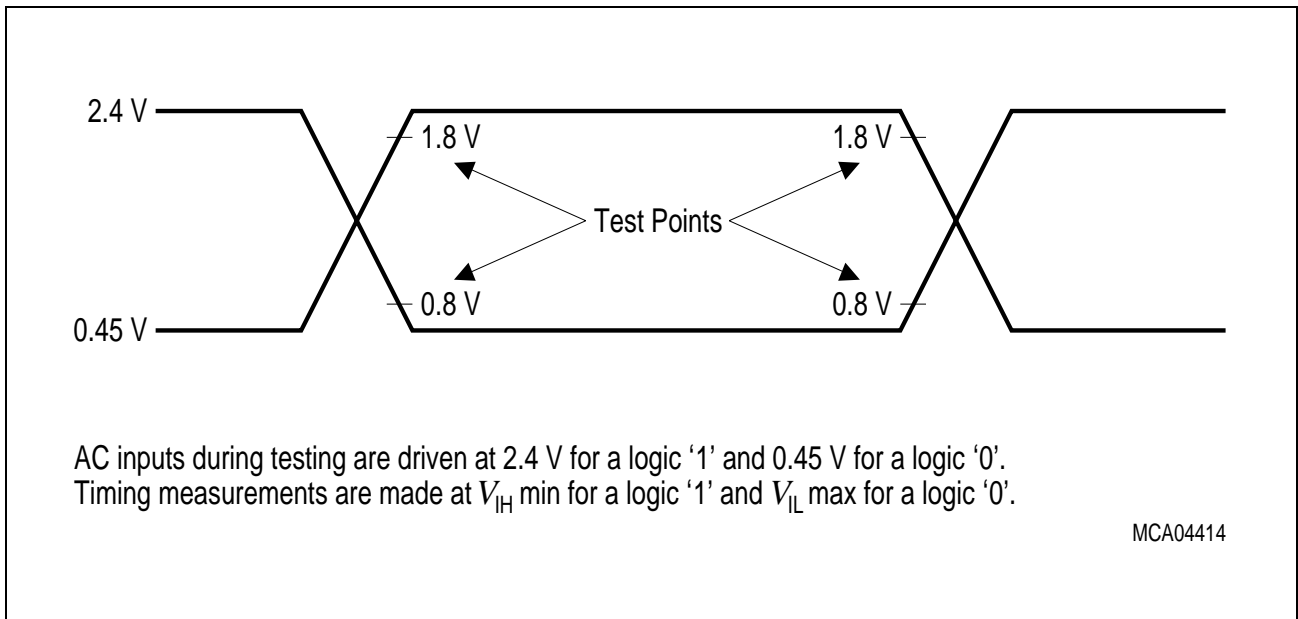 2.4 V
1.8 V
1.8 V
Test Points
0.8 V
0.8 V
0.45 V
AC inputs during testing are driven at 2.4 V for a logic ‘1’ and 0.45 V for a logic ‘0’.
Timing measurements are made at VIH min for a logic ‘1’ and VIL max for a logic ‘0’.
MCA04414